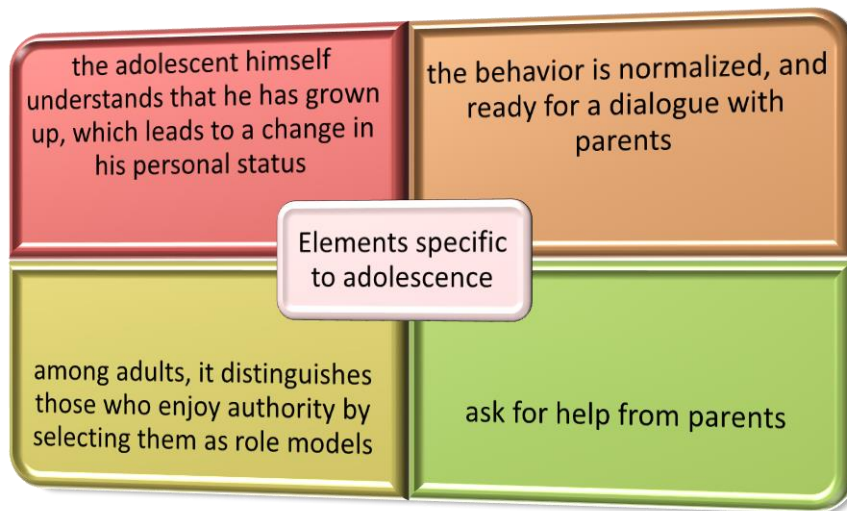 the adolescent himself
understands that he has grown
up, which leads to a change in
his personal status
the behavior is normalized, and
ready for a dialogue with
parents
Elements specific
to adolescence
among adults, it distinguishes
those who enjoy authority by
selecting them as role models
ask for help from parents